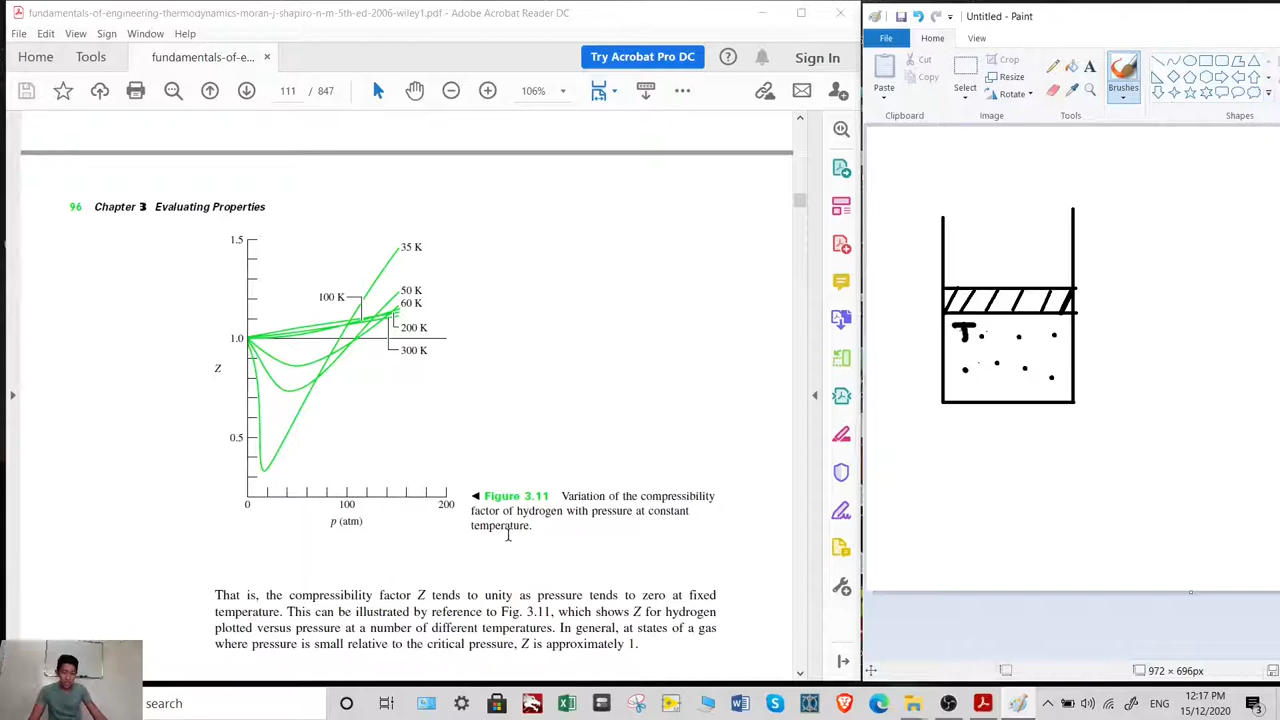 fundamentals-of-engineering-thermodynamics-moran-j-shapiro-n-m-5th-ed-2006-wiley1.pdf - Adobe Acrobat Reader DC
File Edit View Sign Window Help
Home Tools fundamentals-of-e... Try Acrobat Pro DC Sign In
111 / 847 106%
96 Chapter 3 Evaluating Properties
1.5
35 K
100 K
50 K
60 K
200 K
1.0
300 K
Z
0.5
0 100 200
p (atm)
Figure 3.11 Variation of the compressibility
factor of hydrogen with pressure at constant
temperature.
That is, the compressibility factor Z tends to unity as pressure tends to zero at fixed
temperature. This can be illustrated by reference to Fig. 3.11, which shows Z for hydrogen
plotted versus pressure at a number of different temperatures. In general, at states of a gas
where pressure is small relative to the critical pressure, Z is approximately 1.
Untitled - Paint
File Home View
Paste Cut Copy
Clipboard
Select Crop Resize Rotate
Image
Tools
Brushes
Shapes
T
972 × 696px
search
ENG
12:17 PM
15/12/2020
3